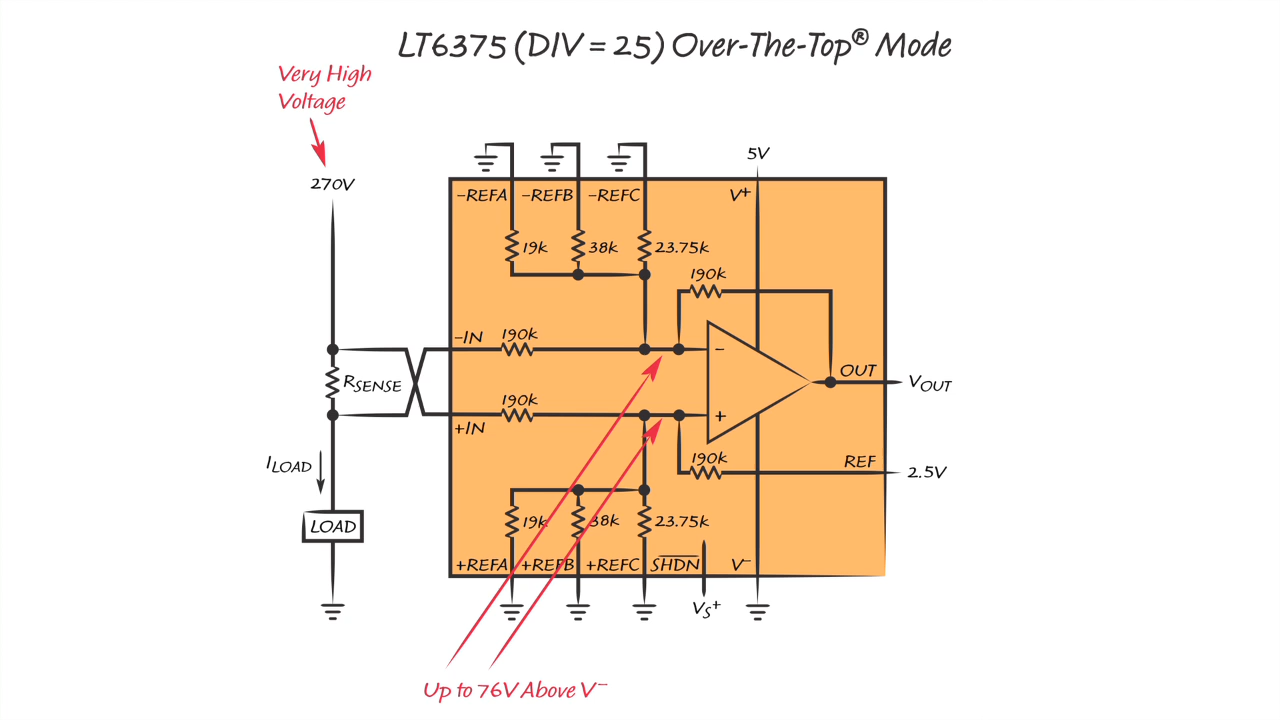 LT6375 (DIV = 25) Over-The-Top® Mode
Very High
Voltage
270V
5V
−REFA
−REFB
−REFC
V+
19k
38k
23.75k
190k
−IN
190k
−
RSENSE
OUT
VOUT
190k
+
+IN
ILOAD
190k
REF
2.5V
LOAD
19k
38k
23.75k
+REFA
+REFB
+REFC
SHDN
V−
VS+
Up to 76V Above V−